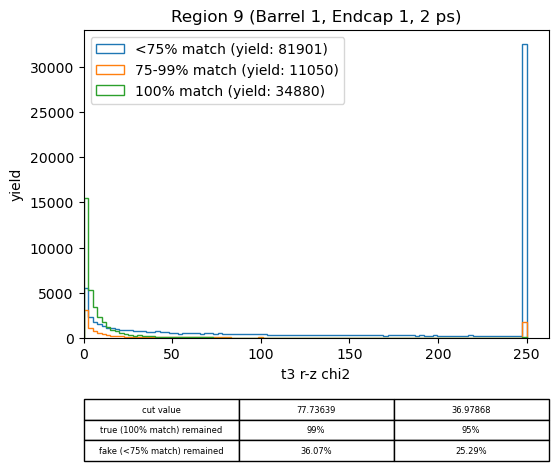 Region 9 (Barrel 1, Endcap 1, 2 ps)
<75% match (yield: 81901)
75-99% match (yield: 11050)
100% match (yield: 34880)
yield
30000
25000
20000
15000
10000
5000
0
0 50 100 150 200 250
t3 r-z chi2
cut value 77.73639 36.97868
true (100% match) remained 99% 95%
fake (<75% match) remained 36.07% 25.29%